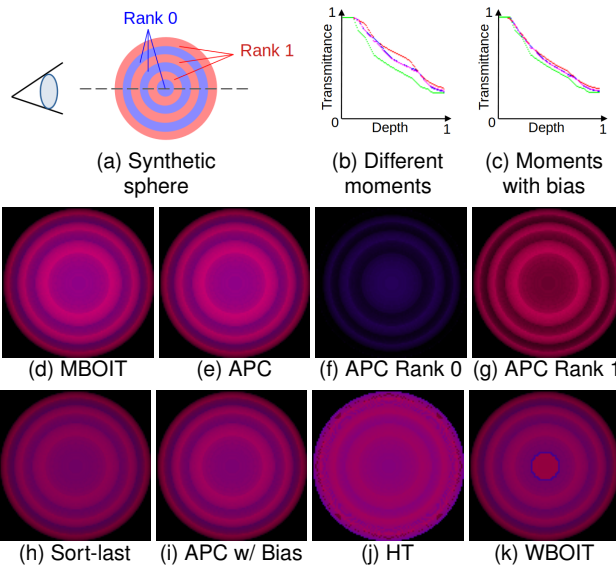 Rank 0
Rank 1
(a) Synthetic
sphere
1
Transmittance
0
Depth
1
(b) Different
moments
1
Transmittance
0
Depth
1
(c) Moments
with bias
(d) MBOIT
(e) APC
(f) APC Rank 0
(g) APC Rank 1
(h) Sort-last
(i) APC w/ Bias
(j) HT
(k) WBOIT